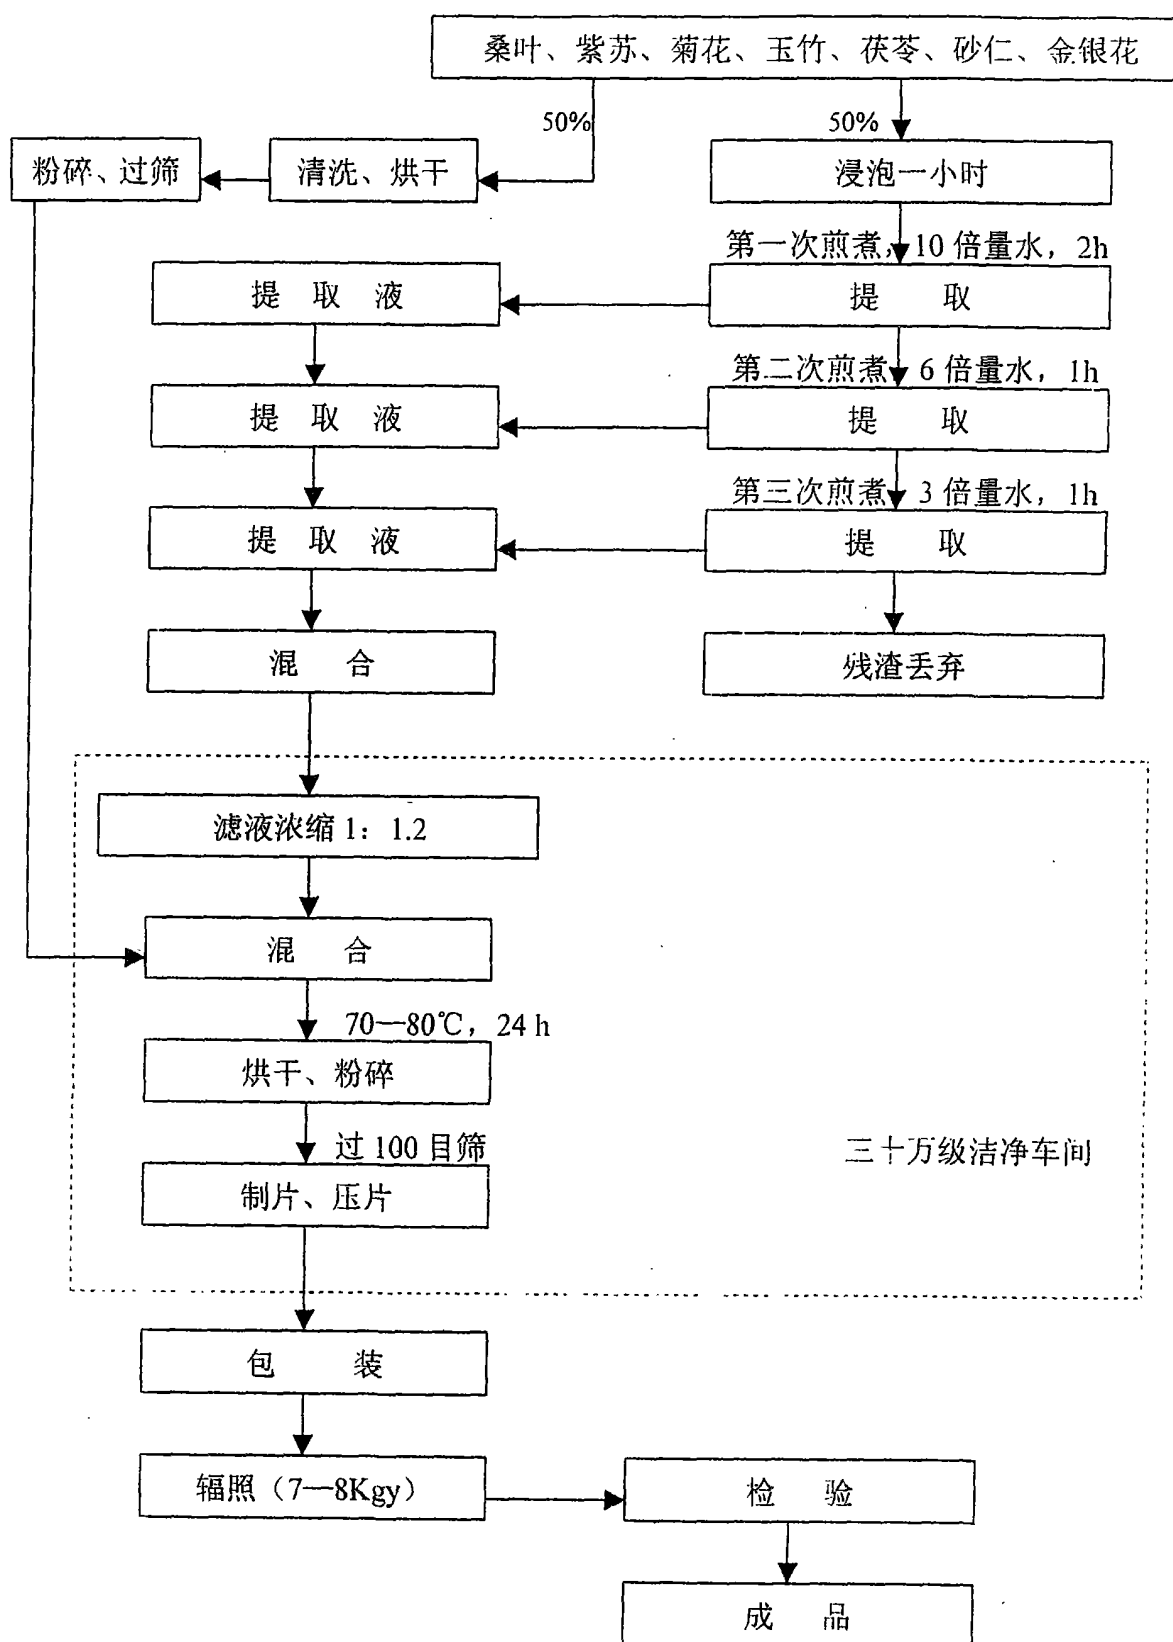 桑叶、紫苏、菊花、玉竹、茯苓、砂仁、金银花
50%
50%
粉碎、过筛
清洗、烘干
浸泡一小时
第一次煎煮，10 倍量水，2h
提 取 液
提 取
第二次煎煮，6 倍量水，1h
提 取 液
提 取
第三次煎煮，3 倍量水，1h
提 取 液
提 取
混 合
残渣丢弃
滤液浓缩 1：1.2
混 合
70—80℃，24 h
烘干、粉碎
过 100 目筛
三十万级洁净车间
制片、压片
包 装
辐照（7—8Kgy）
检 验
成 品